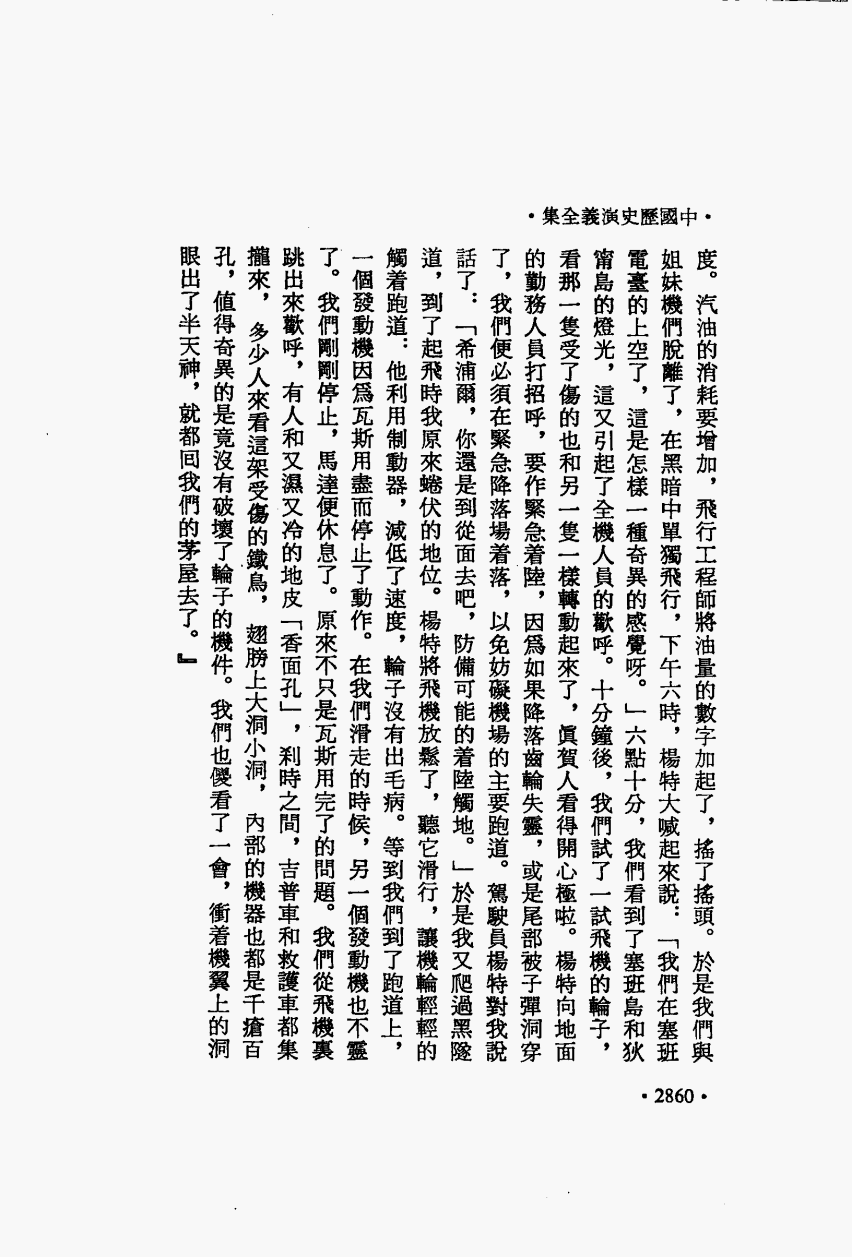 ·中國歷史演義全集·
度。汽油的消耗要增加，飛行工程師將油量的數字加起了，搖了搖頭。於是我們與
姐妹機們脫離了，在黑暗中單獨飛行，下午六時，楊特大喊起來說：「我們在塞班
電臺的上空了，這是怎樣一種奇異的感覺呀。」六點十分，我們看到了塞班島和狄
甯島的燈光，這又引起了全機人員的歡呼。十分鐘後，我們試了一試飛機的輪子，
看那一隻受了傷的也和另一隻一樣轉動起來了，眞賀人看得開心極啦。楊特向地面
的勤務人員打招呼，要作緊急着陸，因爲如果降落齒輪失靈，或是尾部被子彈洞穿
了，我們便必須在緊急降落場着落，以免妨礙機場的主要跑道。駕駛員楊特對我說
話了：「希浦爾，你還是到從面去吧，防備可能的着陸觸地。」於是我又爬過黑隧
道，到了起飛時我原來蜷伏的地位。楊特將飛機放鬆了，聽它滑行，讓機輪輕輕的
觸着跑道：他利用制動器，減低了速度，輪子沒有出毛病。等到我們到了跑道上，
一個發動機因爲瓦斯用盡而停止了動作。在我們滑走的時候，另一個發動機也不靈
了。我們剛剛停止，馬達便休息了。原來不只是瓦斯用完了的問題。我們從飛機裏
跳出來歡呼，有人和又濕又冷的地皮「香面孔」，刹時之間，吉普車和救護車都集
攏來，多少人來看這架受傷的鐵鳥，翅膀上大洞小洞，內部的機器也都是千瘡百
孔，值得奇異的是竟沒有破壞了輪子的機件。我們也儍看了一會，衝着機翼上的洞
眼出了半天神，就都回我們的茅屋去了。』
·2860·